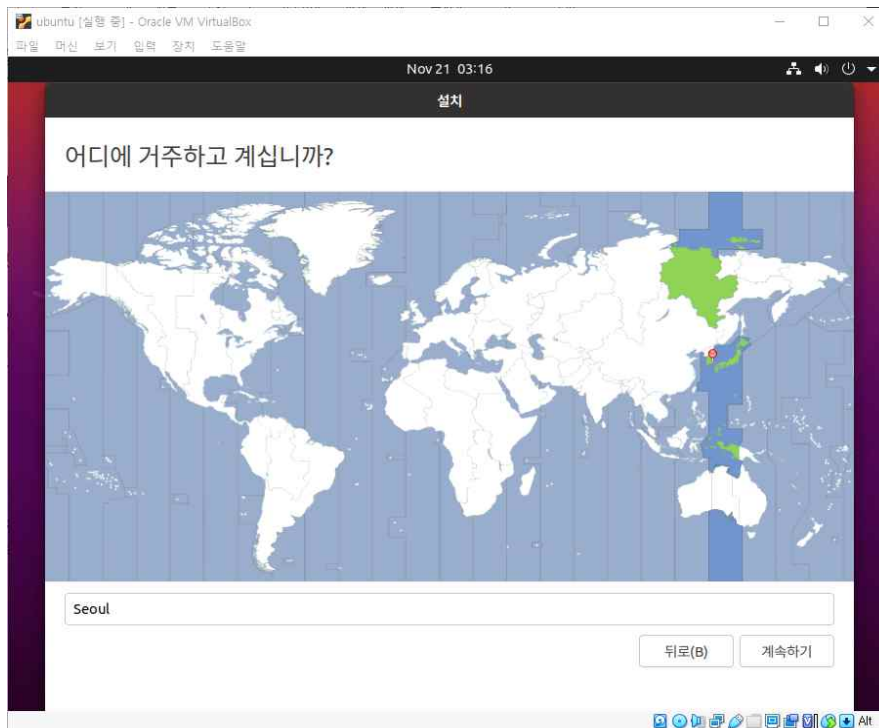 ubuntu [실행 중] - Oracle VM VirtualBox
파일 머신 보기 입력 장치 도움말
Nov 21 03:16
설치
어디에 거주하고 계십니까?
Seoul
뒤로(B) 계속하기
Alt